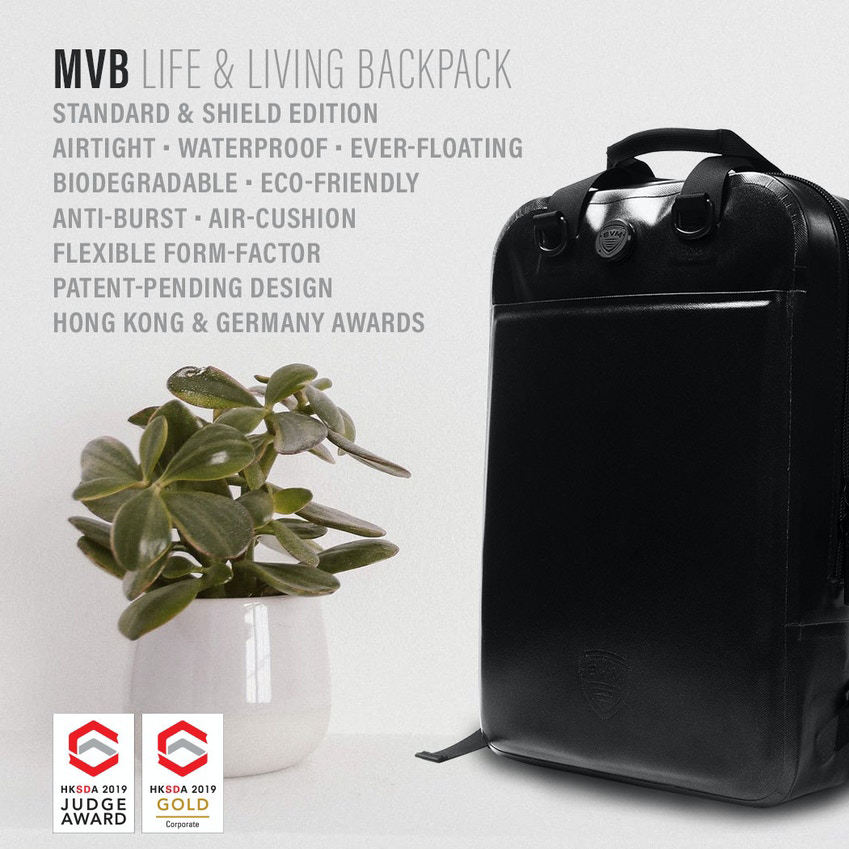 MVB LIFE & LIVING BACKPACK
STANDARD & SHIELD EDITION
AIRTIGHT ▪ WATERPROOF ▪ EVER-FLOATING
BIODEGRADABLE ▪ ECO-FRIENDLY
ANTI-BURST ▪ AIR-CUSHION
FLEXIBLE FORM-FACTOR
PATENT-PENDING DESIGN
HONG KONG & GERMANY AWARDS
HKSDA 2019
JUDGE
AWARD
HKSDA 2019
GOLD
Corporate